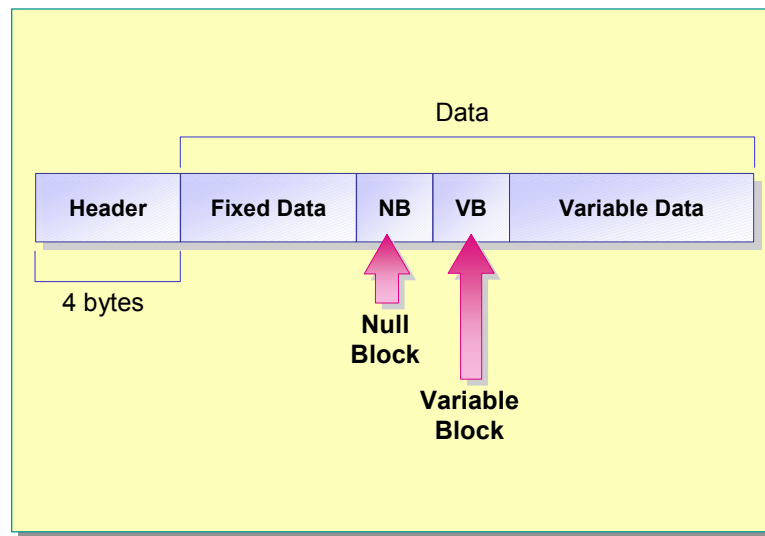 Data
Header Fixed Data NB VB Variable Data
4 bytes
Null
Block
Variable
Block